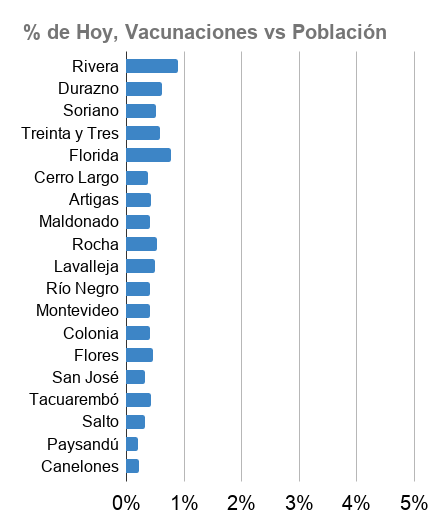 % de Hoy, Vacunaciones vs Población
Rivera
Durazno
Soriano
Treinta y Tres
Florida
Cerro Largo
Artigas
Maldonado
Rocha
Lavalleja
Río Negro
Montevideo
Colonia
Flores
San José
Tacuarembó
Salto
Paysandú
Canelones
0% 1% 2% 3% 4% 5%